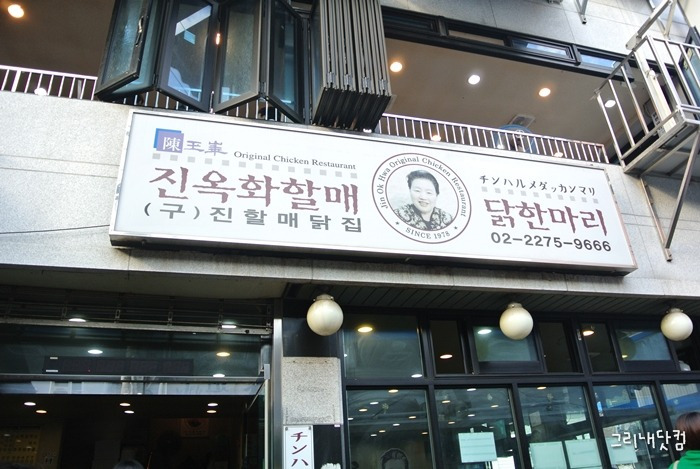 陳玉華 Original Chicken Restaurant
진옥화할매
(구)진할매닭집
Jin Ok Hwa Original Chicken Restaurant
SINCE 1978
チンハルメダッカンマリ
닭한마리
02-2275-9666
チンハ
그리내닷컴